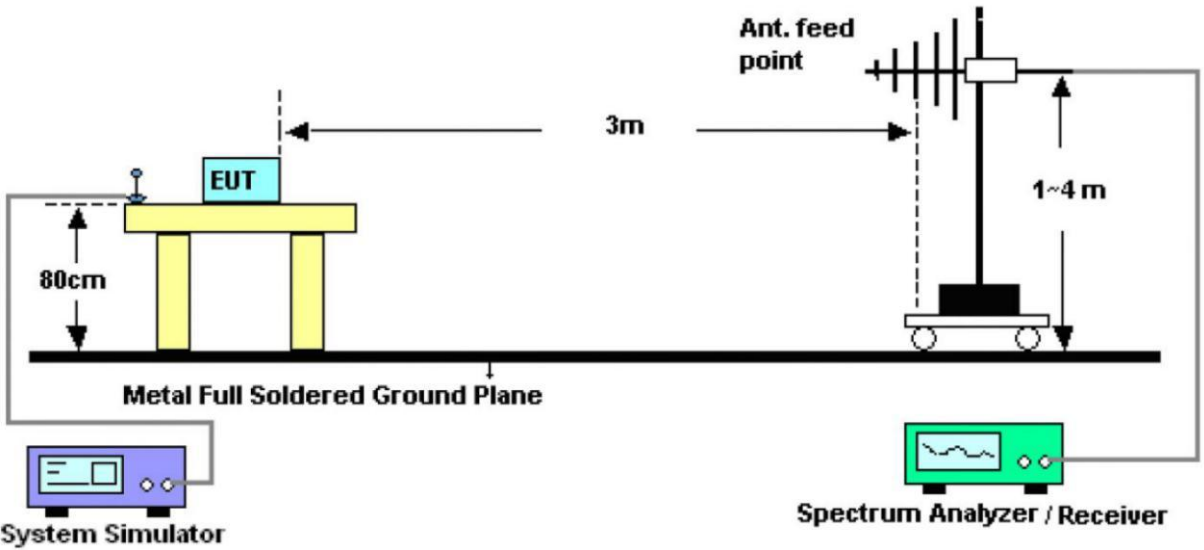 Ant. feed
point
3m
EUT
1~4 m
80cm
Metal Full Soldered Ground Plane
System Simulator
Spectrum Analyzer / Receiver